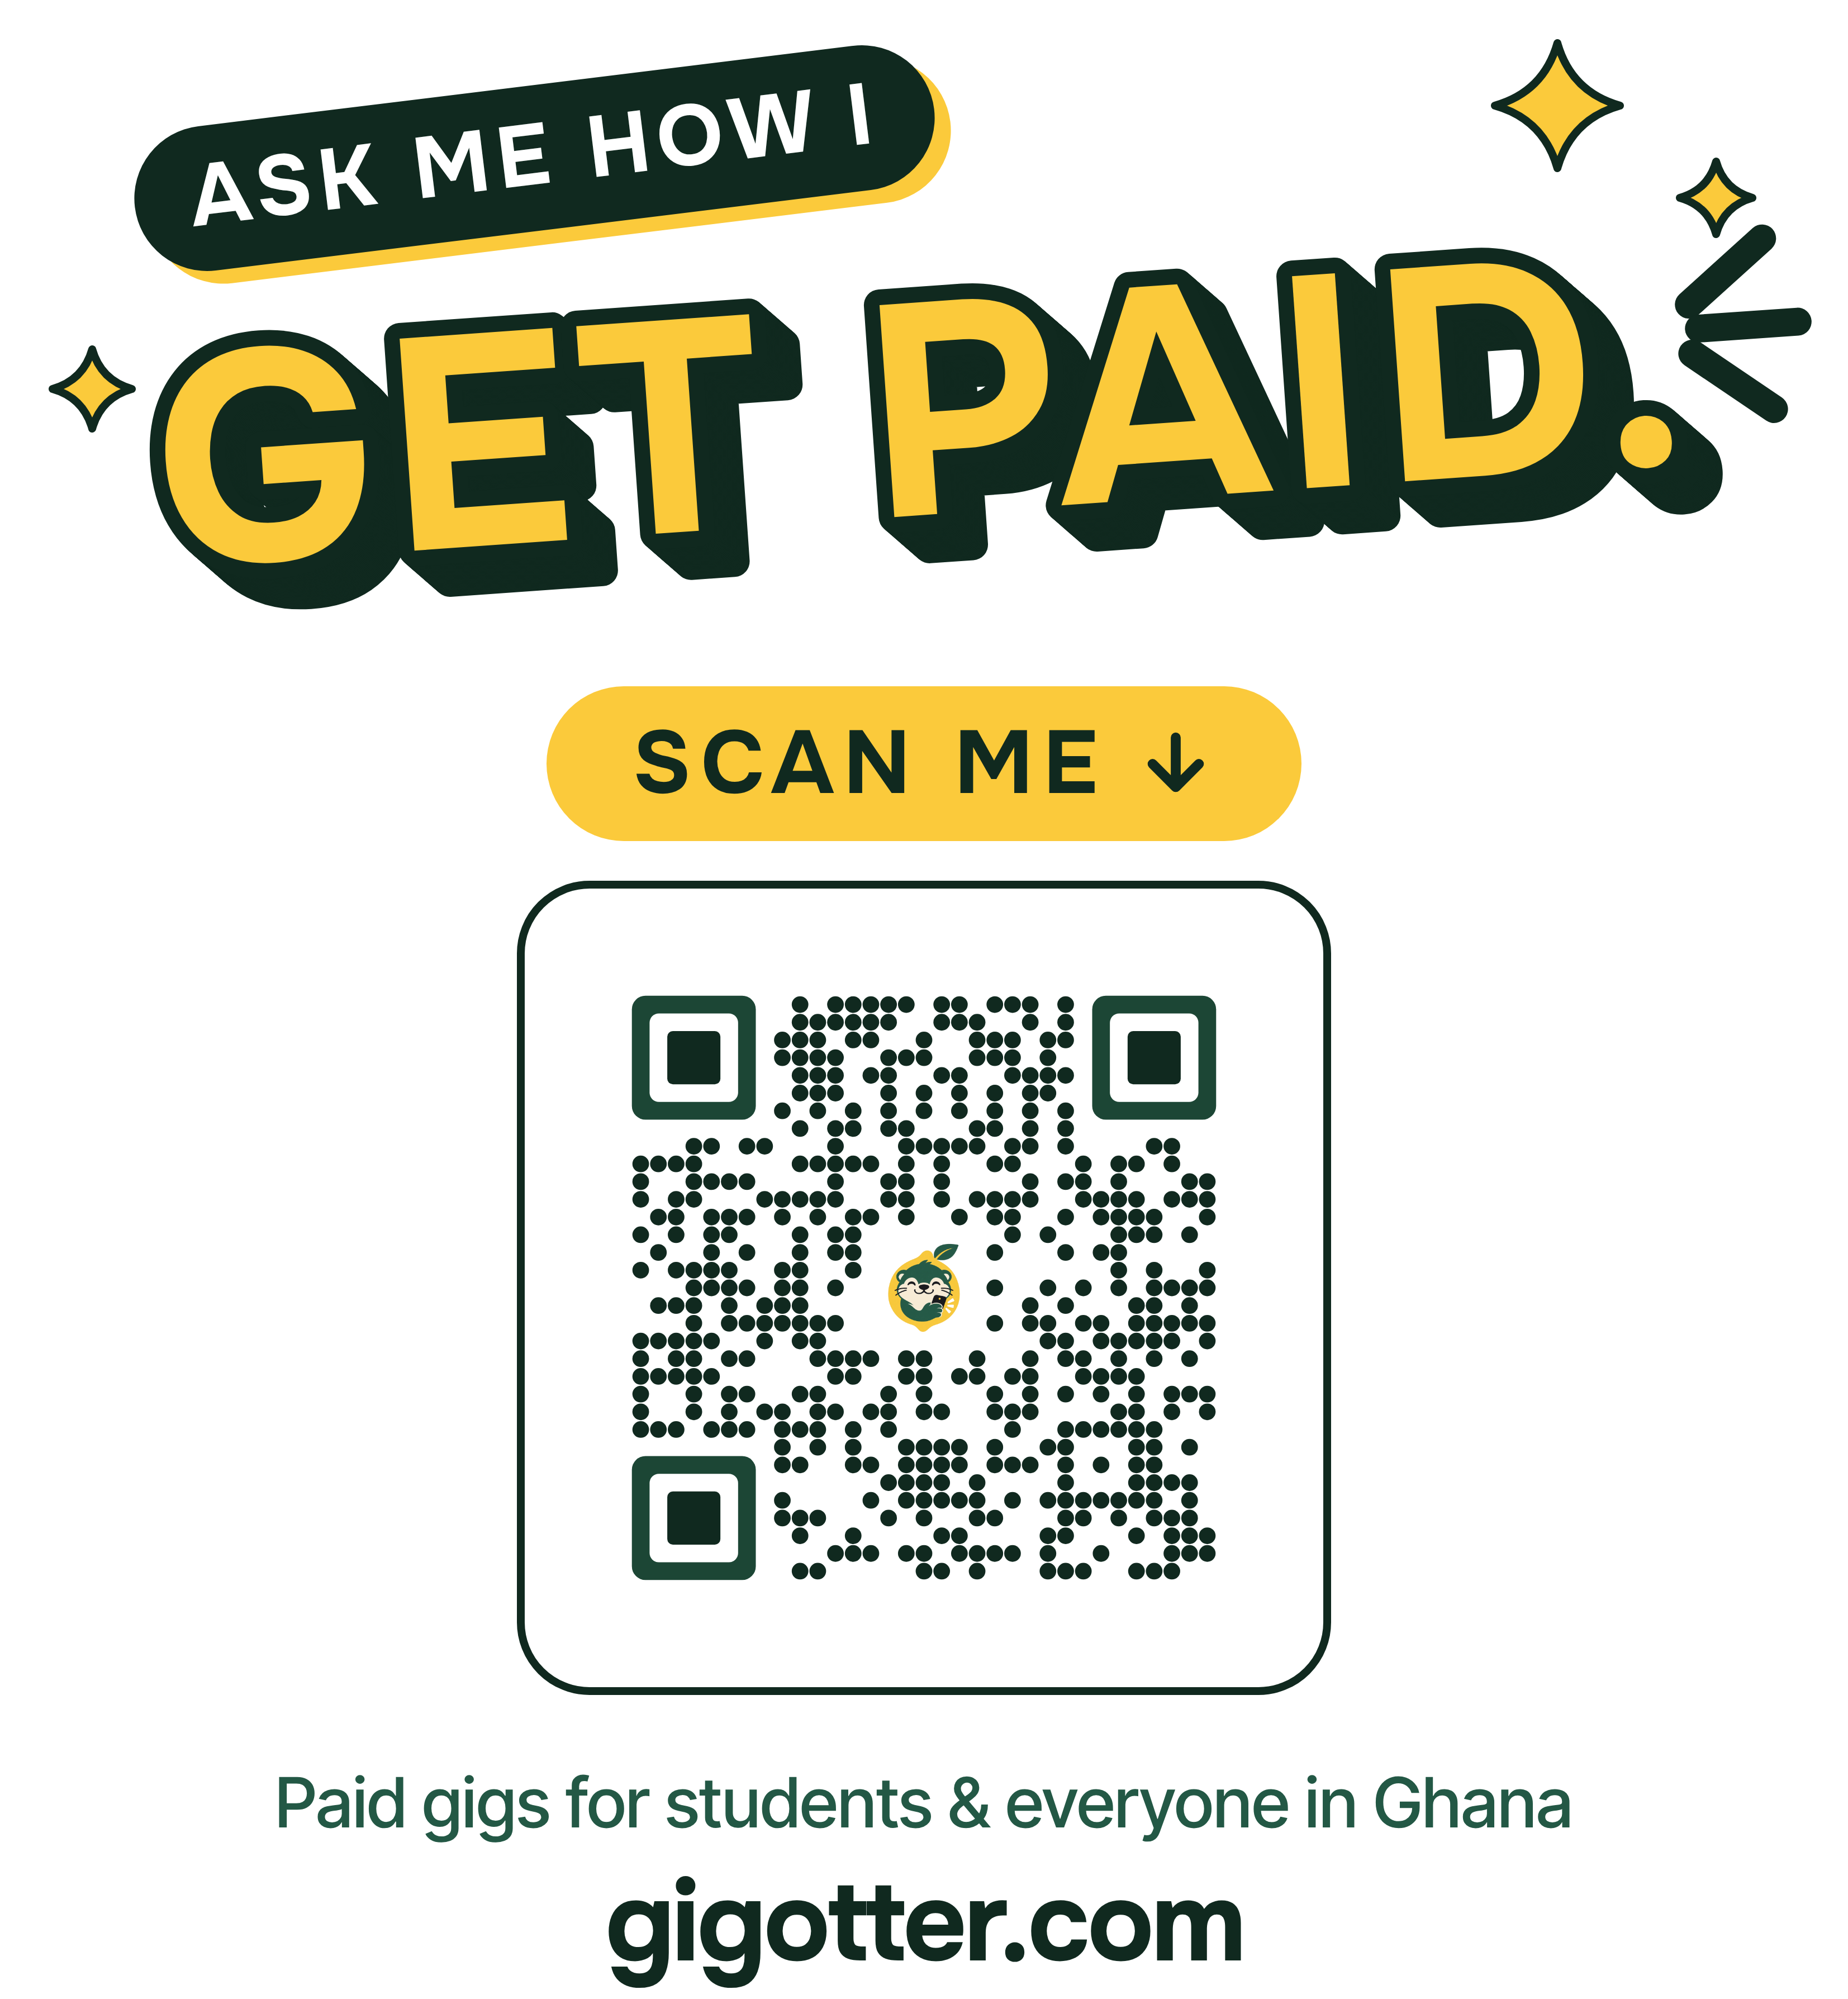 ASK ME HOW I
GET PAID.
SCAN ME ↓
Paid gigs for students & everyone in Ghana
gigotter.com